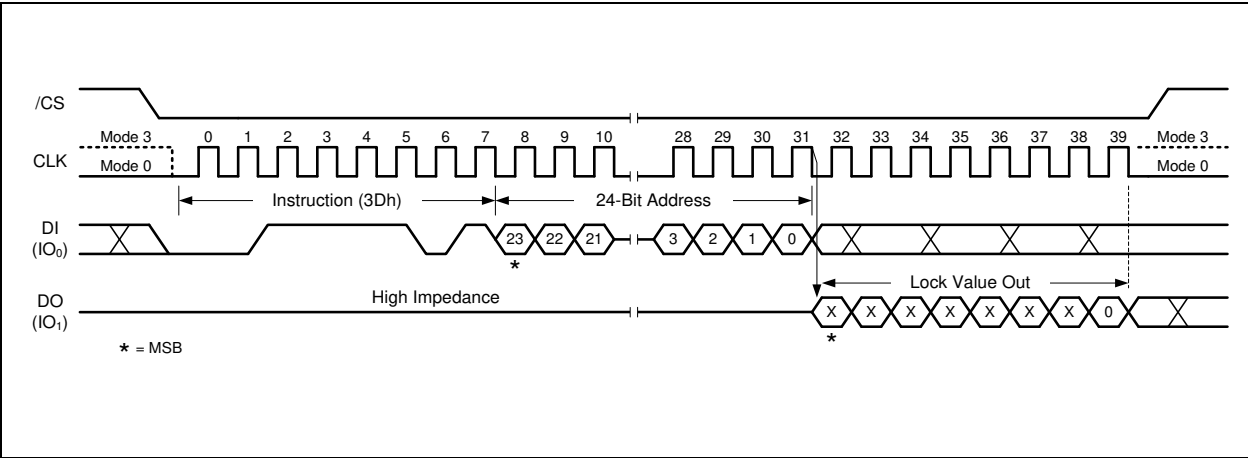 /CS
Mode 3 0 1 2 3 4 5 6 7 8 9 10 28 29 30 31 32 33 34 35 36 37 38 39 Mode 3
CLK
Mode 0 Mode 0
Instruction (3Dh) 24-Bit Address
DI
(IO₀)
23 22 21 3 2 1 0
*
Lock Value Out
High Impedance
DO
(IO₁)
X X X X X X X 0
*
* = MSB